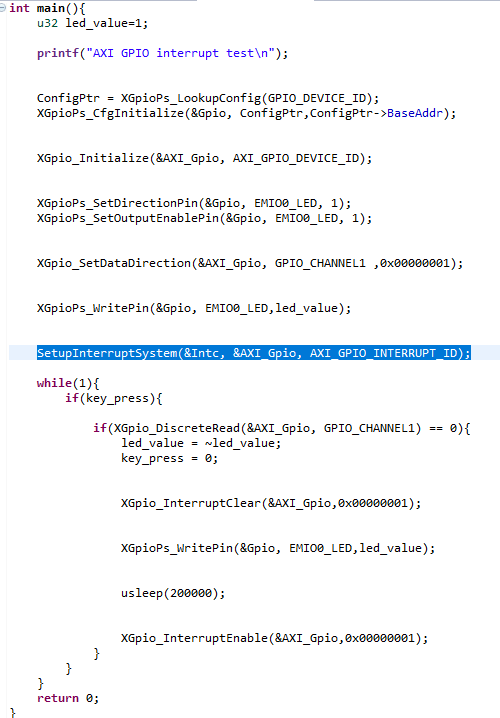 int main(){
    u32 led_value=1;
    printf("AXI GPIO interrupt test\n");
    ConfigPtr = XGpioPs_LookupConfig(GPIO_DEVICE_ID);
    XGpioPs_CfgInitialize(&Gpio, ConfigPtr,ConfigPtr->BaseAddr);
    XGpio_Initialize(&AXI_Gpio, AXI_GPIO_DEVICE_ID);
    XGpioPs_SetDirectionPin(&Gpio, EMIO0_LED, 1);
    XGpioPs_SetOutputEnablePin(&Gpio, EMIO0_LED, 1);
    XGpio_SetDataDirection(&AXI_Gpio, GPIO_CHANNEL1 ,0x00000001);
    XGpioPs_WritePin(&Gpio, EMIO0_LED,led_value);
    SetupInterruptSystem(&Intc, &AXI_Gpio, AXI_GPIO_INTERRUPT_ID);
    while(1){
        if(key_press){
            if(XGpio_DiscreteRead(&AXI_Gpio, GPIO_CHANNEL1) == 0){
                led_value = ~led_value;
                key_press = 0;
                XGpio_InterruptClear(&AXI_Gpio,0x00000001);
                XGpioPs_WritePin(&Gpio, EMIO0_LED,led_value);
                usleep(200000);
                XGpio_InterruptEnable(&AXI_Gpio,0x00000001);
            }
        }
    }
    return 0;
}